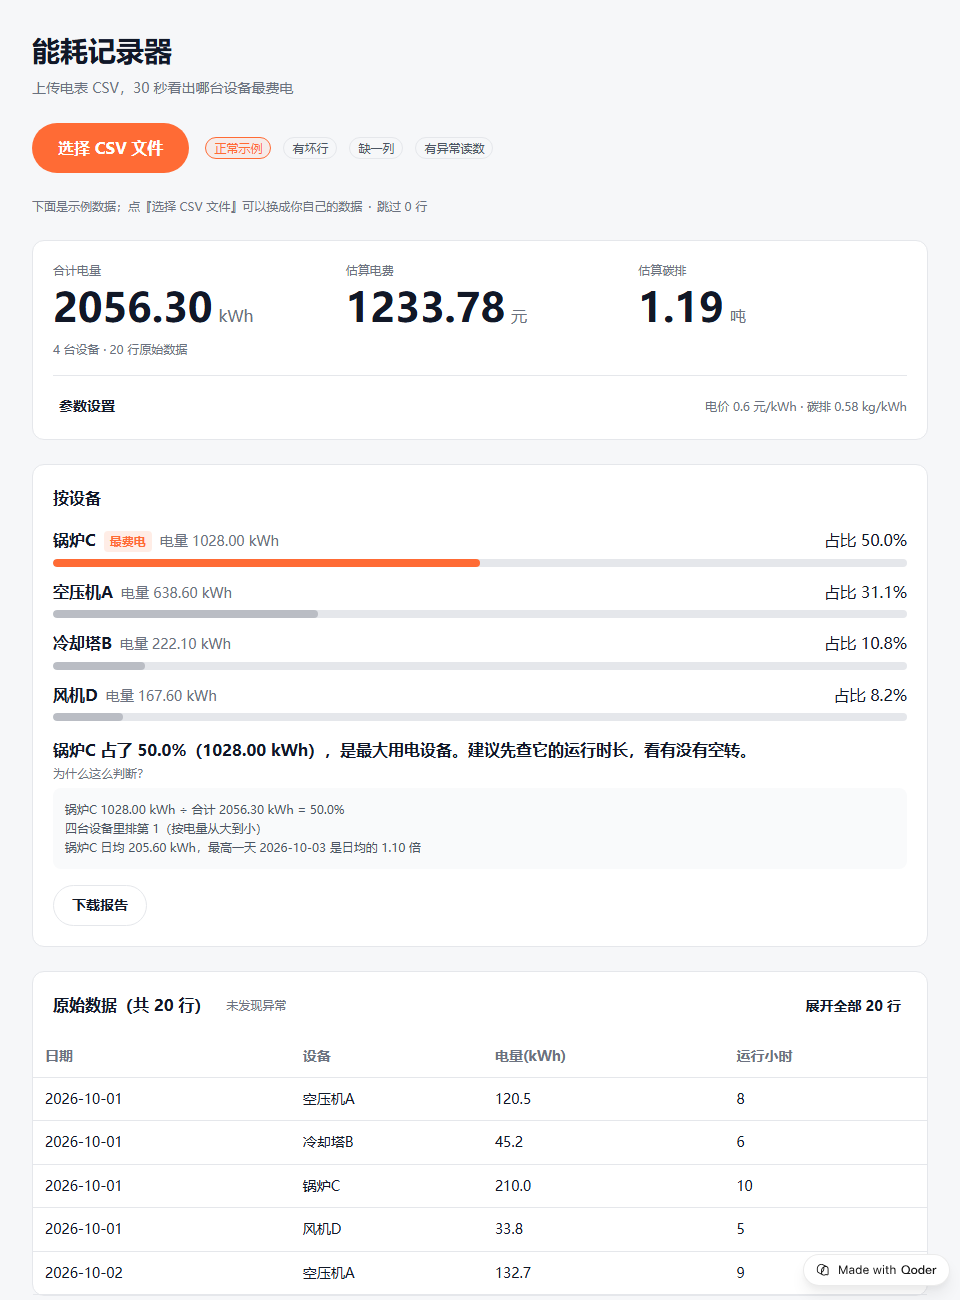 能耗记录器
上传电表 CSV，30 秒看出哪台设备最费电
选择 CSV 文件 正常示例 有坏行 缺一列 有异常读数
下面是示例数据；点『选择 CSV 文件』可以换成你自己的数据 · 跳过 0 行
合计电量 估算电费 估算碳排
2056.30 kWh 1233.78 元 1.19 吨
4 台设备 · 20 行原始数据
参数设置 电价 0.6 元/kWh · 碳排 0.58 kg/kWh
按设备
锅炉C 最费电 电量 1028.00 kWh 占比 50.0%
空压机A 电量 638.60 kWh 占比 31.1%
冷却塔B 电量 222.10 kWh 占比 10.8%
风机D 电量 167.60 kWh 占比 8.2%
锅炉C 占了 50.0%（1028.00 kWh），是最大用电设备。建议先查它的运行时长，看有没有空转。
为什么这么判断?
锅炉C 1028.00 kWh ÷ 合计 2056.30 kWh = 50.0%
四台设备里排第 1（按电量从大到小）
锅炉C 日均 205.60 kWh，最高一天 2026-10-03 是日均的 1.10 倍
下载报告
原始数据（共 20 行） 未发现异常 展开全部 20 行
日期 设备 电量(kWh) 运行小时
2026-10-01 空压机A 120.5 8
2026-10-01 冷却塔B 45.2 6
2026-10-01 锅炉C 210.0 10
2026-10-01 风机D 33.8 5
2026-10-02 空压机A 132.7 9
Made with Qoder